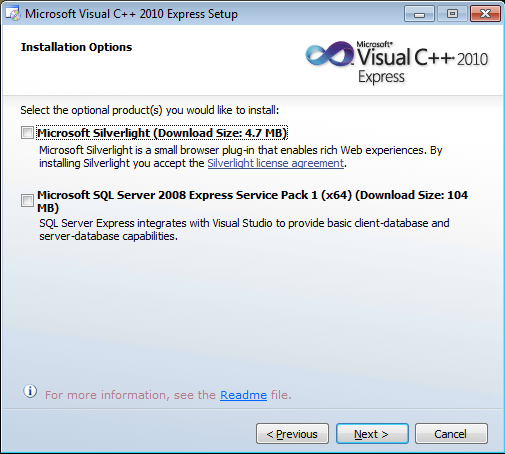 Microsoft Visual C++ 2010 Express Setup
Installation Options
Microsoft®
Visual C++ 2010
Express
Select the optional product(s) you would like to install:
Microsoft Silverlight (Download Size: 4.7 MB)
Microsoft Silverlight is a small browser plug-in that enables rich Web experiences. By
installing Silverlight you accept the Silverlight license agreement.
Microsoft SQL Server 2008 Express Service Pack 1 (x64) (Download Size: 104
MB)
SQL Server Express integrates with Visual Studio to provide basic client-database and
server-database capabilities.
For more information, see the Readme file.
< Previous
Next >
Cancel